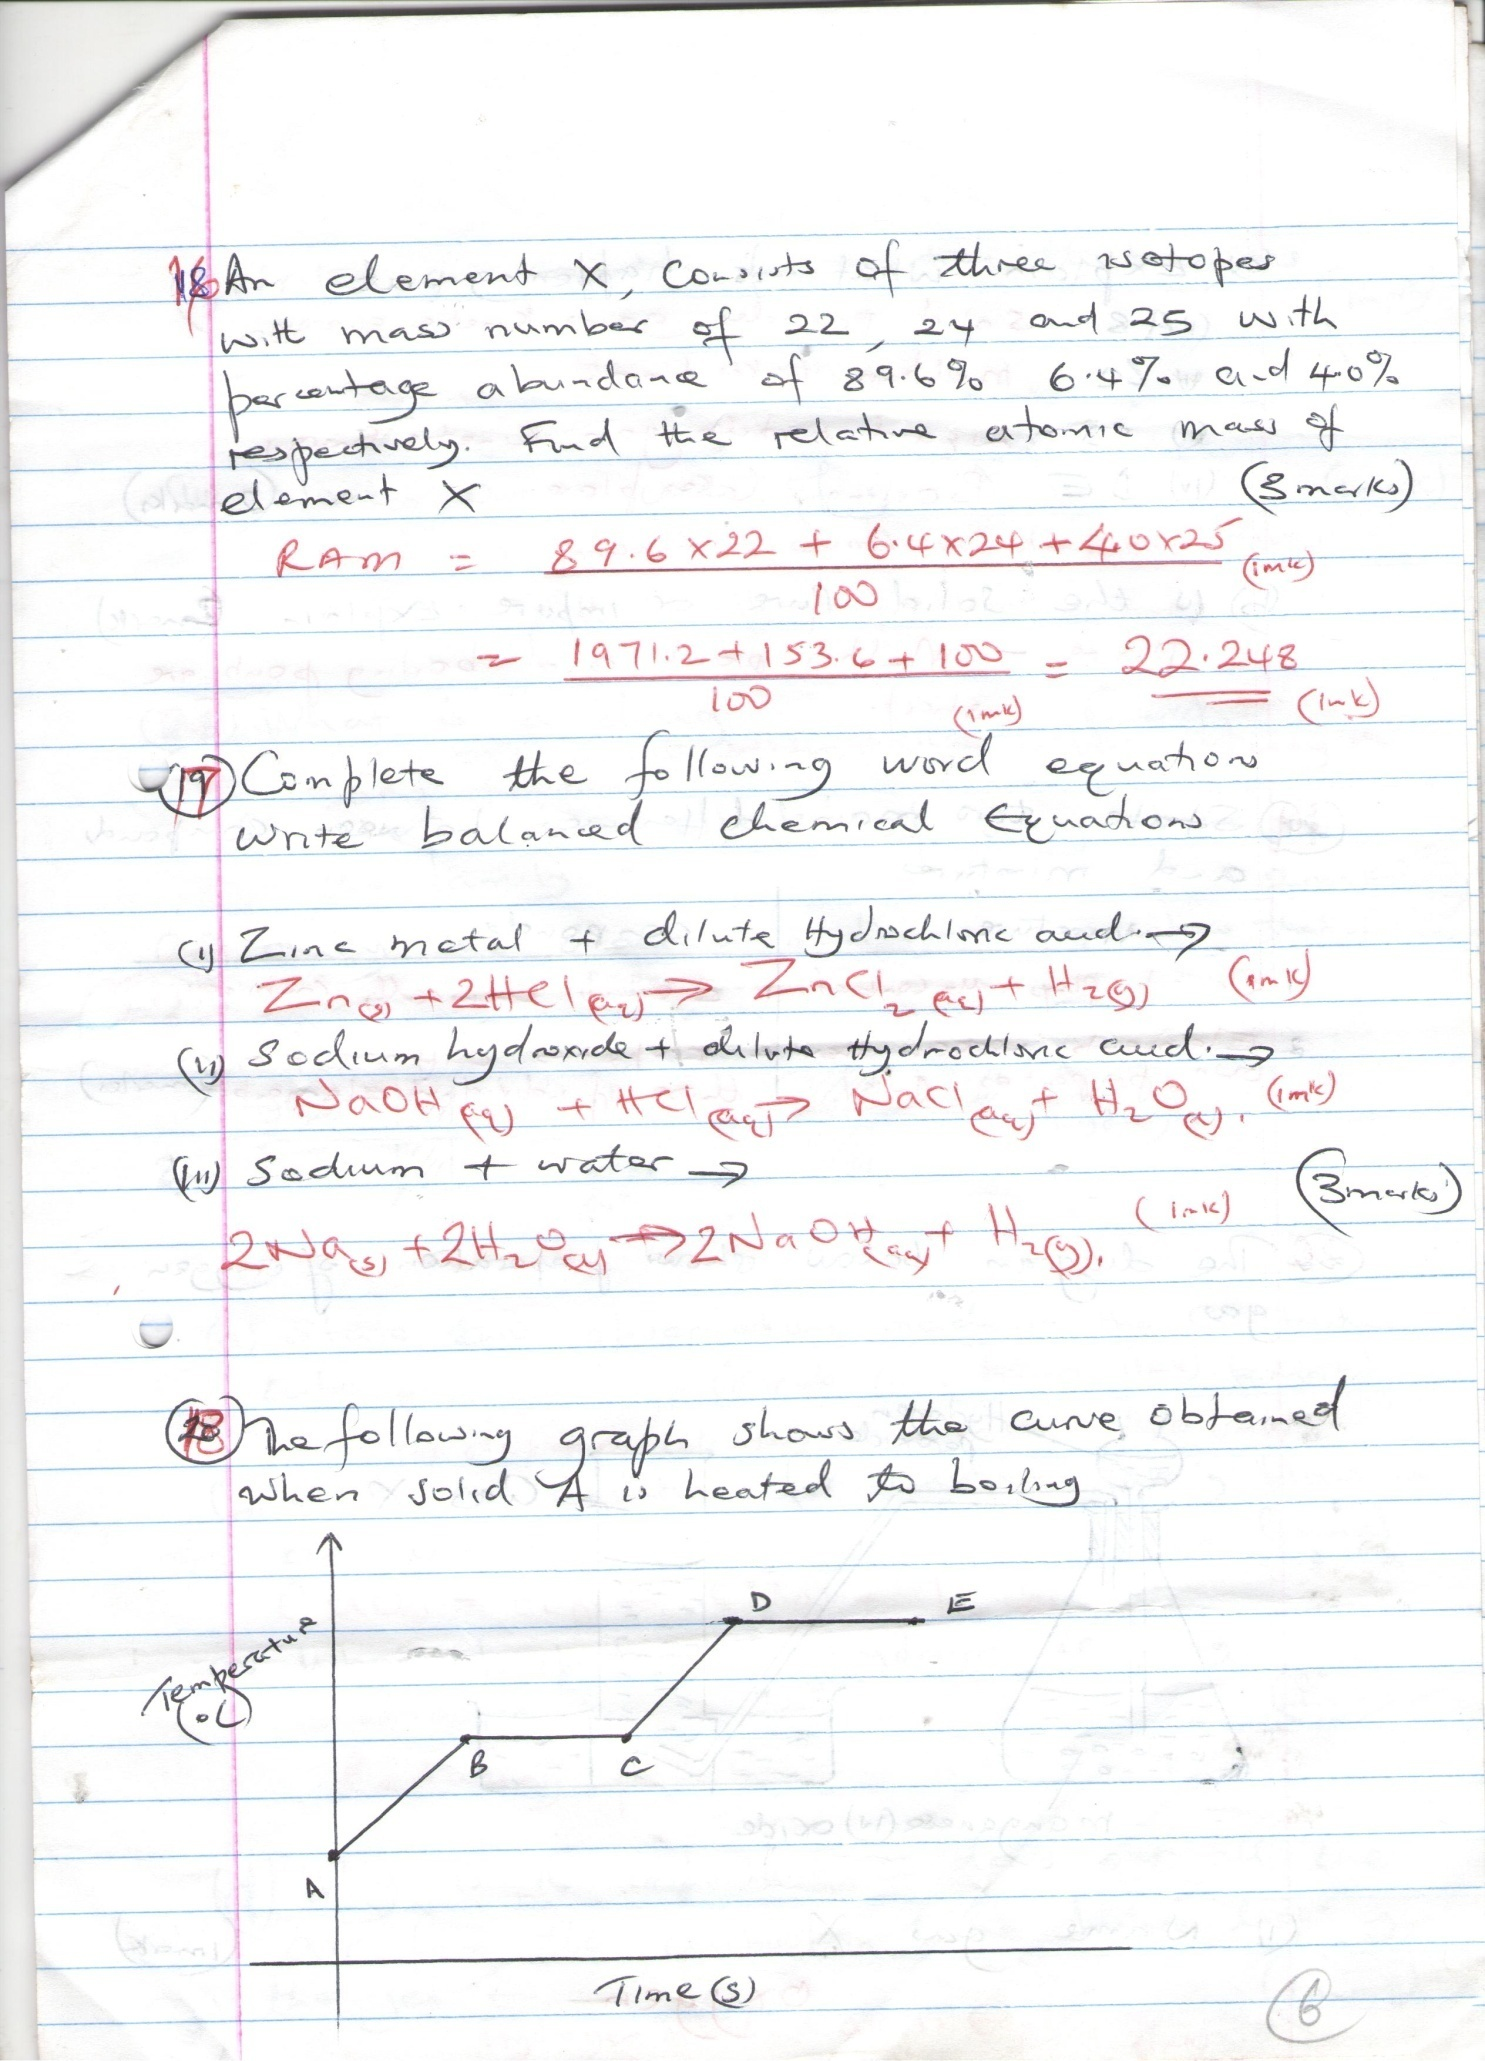 18 An element X, Consists of three isotopes
with mass number of 22, 24 and 25 with
percentage abundance of 89.6% 6.4% and 4.0%
respectively. Find the relative atomic mass of
element X (3marks)
RAM = 89.6x22 + 6.4x24 + 4.0x25 (1mk)
100
= 1971.2 + 153.6 + 100 = 22.248
100 (1mk) (1mk)
17 Complete the following word equations
write balanced chemical Equations
(i) Zinc metal + dilute Hydrochloric acid. →
Zn(s) + 2HCl(aq) → ZnCl2(aq) + H2(g) (1mk)
(ii) Sodium hydroxide + dilute Hydrochloric acid. →
NaOH(aq) + HCl(aq) → NaCl(aq) + H2O(l). (1mk)
(iii) Sodium + water → (3marks)
2Na(s) + 2H2O(l) → 2NaOH(aq) + H2(g). (1mk)
18 The following graph shows the curve obtained
when solid A is heated to boiling
D E
Temperature
(°C)
B C
A
Time (s)
6